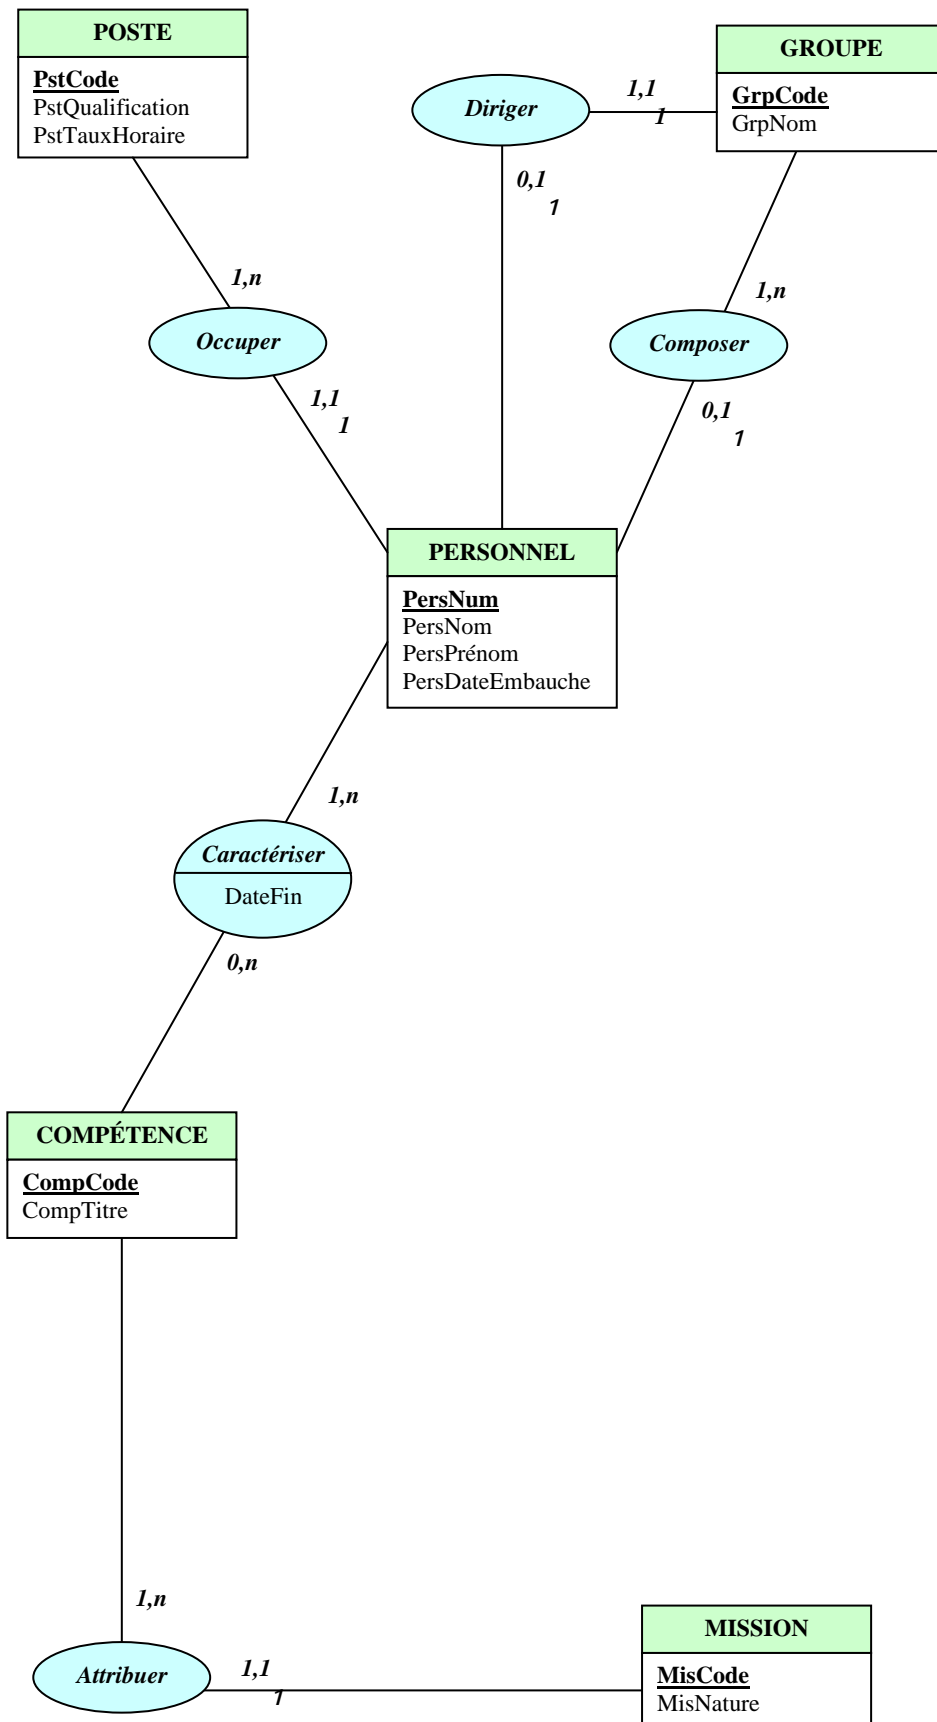 POSTE
PstCode
PstQualification
PstTauxHoraire
GROUPE
GrpCode
GrpNom
Diriger
1,1
1
0,1
1
1,n
Occuper
1,1
1
1,n
Composer
0,1
1
PERSONNEL
PersNum
PersNom
PersPrénom
PersDateEmbauche
1,n
Caractériser
DateFin
0,n
COMPÉTENCE
CompCode
CompTitre
1,n
Attribuer
1,1
1
MISSION
MisCode
MisNature